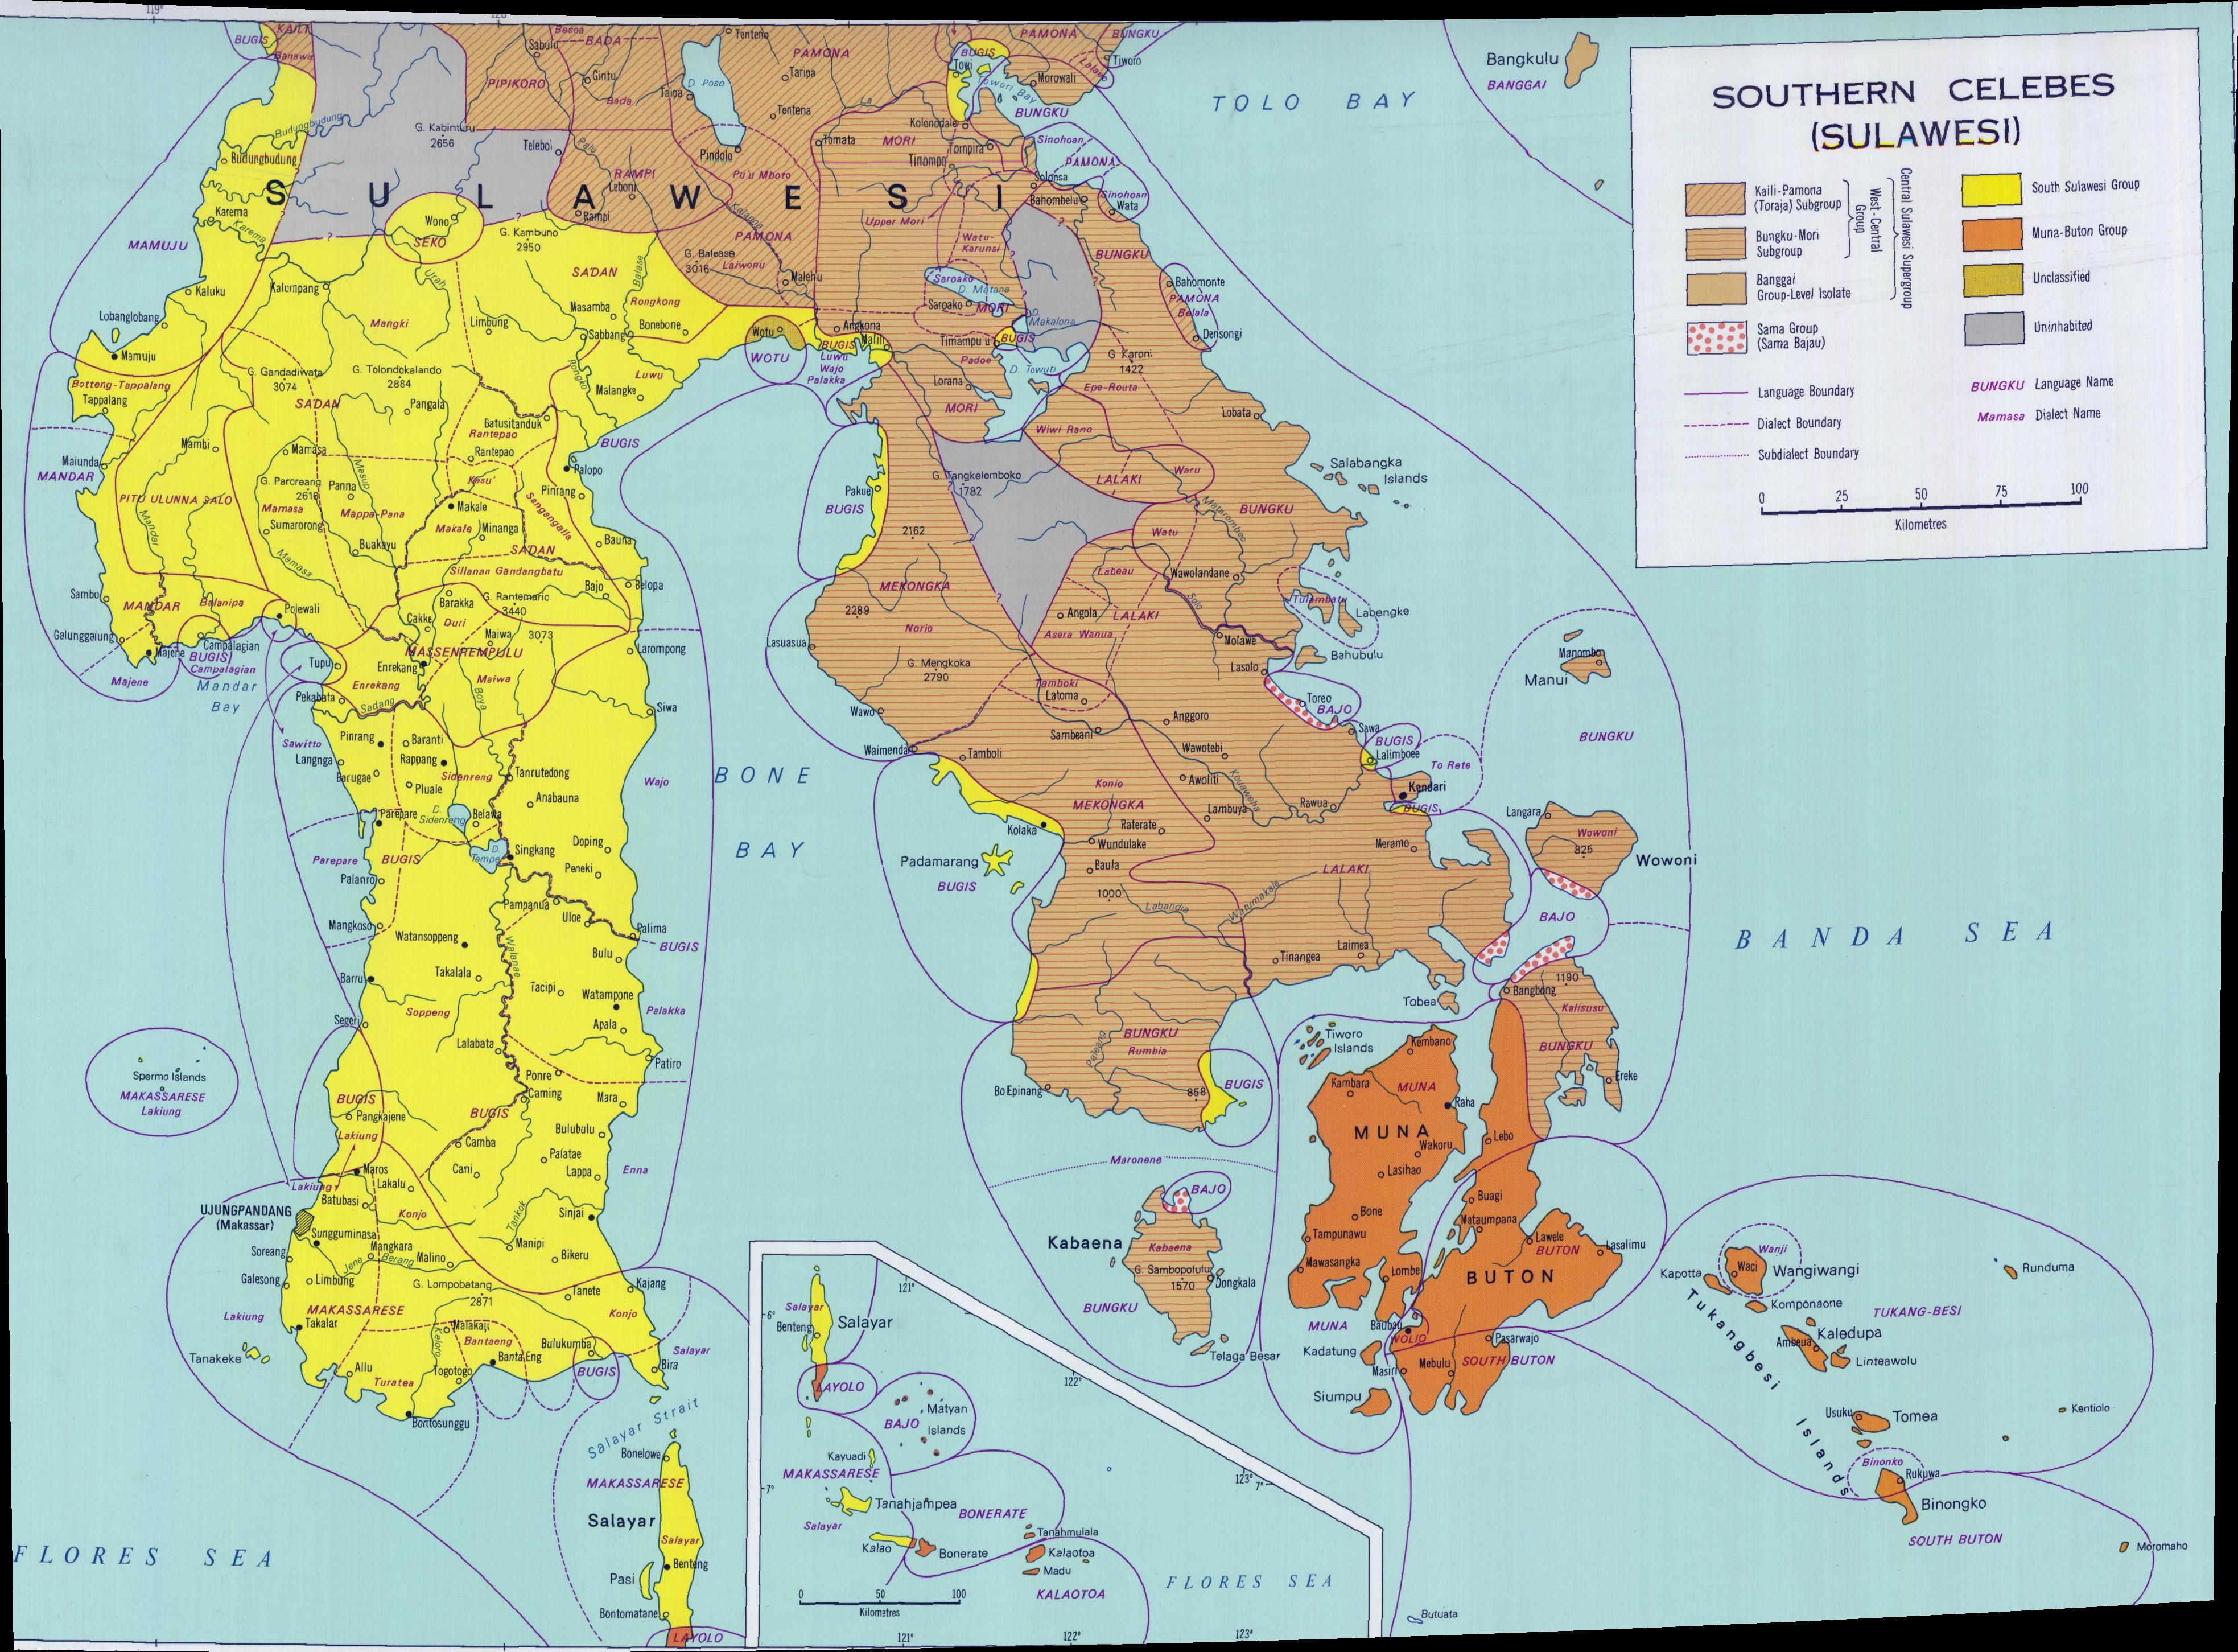 119°
120°
BUGIS
KAILI
Banawa
Besoa
BADA
Sabulu
Gintu
Bada
PIPIKORO
Tentena
PAMONA
Taripa
Taipa
D. Poso
La
Tentena
BUGIS
Towi
Towori Bay
PAMONA
BUNGKU
Tiworo
Lalaeo
Morowali
BUNGKU
Kolonodale
TOLO BAY
Bangkulu
BANGGAI
SOUTHERN CELEBES
(SULAWESI)
Kaili-Pamona
(Toraja) Subgroup
Bungku-Mori
Subgroup
West-Central
Group
Banggai
Group-Level Isolate
Central Sulawesi Supergroup
Sama Group
(Sama Bajau)
South Sulawesi Group
Muna-Buton Group
Unclassified
Uninhabited
Language Boundary
Dialect Boundary
Subdialect Boundary
BUNGKU Language Name
Mamasa Dialect Name
0 25 50 75 100
Kilometres
Budungbudung
Budungbudung
G. Kabinturu
2656
Teleboi
Palu
Pindolo
Tomata
MORI
Tompira
Tinompo
Sinohoan
PAMONA
Solonsa
RAMPI
Leboni
Pu'u Mboto
SULAWESI
Bahombelu
Sinohoan
Wata
Karema
Karema
Wono
SEKO
?
?
Rampi
G. Kambuno
2950
Kalaena
PAMONA
Upper Mori
Watu-
Karunsi
?
MAMUJU
BUNGKU
G. Balease
3016
Laiwonu
Malehu
SA'DAN
Balase
Urah
Kaluku
Kalumpang
Saroako
D. Matana
Saroako
MORI
Bahomonte
PAMONA
Belala
Masamba
Rongkong
Lobanglobang
Mangki
Limbung
Sabbang
Bonebone
Wotu
WOTU
Angkona
Malili
BUGIS
Luwu
Wajo
Palakka
D. Makalona
Timampu'u
BUGIS
Densongi
Mamuju
Padoe
D. Towuti
G. Karoni
1422
G. Gandadiwata
3074
G. Tolondokalando
2884
Rongko
Luwu
Malangke
Botteng-Tappalang
Tappalang
Lorana
Epe-Routa
SADAN
Pangala
MORI
Lobata
Batusitanduk
Rantepao
Wiwi Rano
Mambi
Mamasa
Rantepao
BUGIS
Maiunda
MANDAR
Palopo
Salabangka
Islands
Mesup
Waru
LALAKI
G. Parcreang
2616
Panna
Kesu'
Pinrang
G. Tangkelemboko
1782
Pakue
PITU ULUNNA SALO
Mamasa
Mappa-Pana
Makale
Sangangalla
BUGIS
Matarombeo
BUNGKU
Sumarorong
Makale
Minanga
2162
Watu
Mandar
Buakayu
SADAN
Bauna
Mamasa
Sillanan Gandangbatu
Labeau
Wawolandane
Sambo
Bajo
Belopa
MEKONGKA
?
MANDAR
Balanipa
Polewali
Barakka
G. Rantemario
3440
2289
Tulambatu
Labengke
Solo
Cakke
Duri
Norio
Angola
LALAKI
Asera Wanua
Galunggalung
Majene
Campalagian
BUGIS
Campalagian
Maiwa
3073
MASSENREMPULU
Larompong
Lasuasua
Molawe
Bahubulu
Tupu
Enrekang
G. Mengkoka
2790
Lasolo
Manombo
Manui
Majene
Mandar
Bay
Enrekang
Maiwa
Tamboki
Latoma
Toreo
BAJO
Pekabata
Sadang
Boya
Siwa
Wawo
Anggoro
Sawa
BUGIS
BUNGKU
Sawitto
Pinrang
Baranti
Waimenda
Tamboli
Sambeani
Wawotebi
Lalimboee
To Rete
Langnga
Rappang
Barugae
Sidenreng
Tanrutedong
Wajo
BONE
Konio
Awoliti
Konaweha
Kendari
BUGIS
Pluale
Anabauna
MEKONGKA
Rawua
Lambuya
Langara
D.
Sidenreng
Belawa
Parepare
Kolaka
Raterate
Wowoni
825
Wowoni
Doping
BAY
Wundulake
Meramo
D. Tempe
Singkang
Peneki
Padamarang
Baula
Parepare
BUGIS
Palanro
BUGIS
1000
LALAKI
Pampanua
Labandia
Watumakale
Uloe
BAJO
Mangkoso
Palima
BUGIS
Watansoppeng
Laimea
Walanae
Bulu
Tinangea
BANDA SEA
Barru
Takalala
Tacipi
Watampone
1190
Bangbong
Soppeng
Palakka
Tobea
Kalisusu
Segeri
Apala
Lalabata
Patiro
BUNGKU
Rumbia
Paleang
Tiworo
Islands
Kembano
BUNGKU
Spermo Islands
MAKASSARESE
Lakiung
Ponre
Caming
Mara
Bo Epinang
858
BUGIS
Kambara
MUNA
Raha
Ereke
BUGIS
Pangkajene
BUGIS
Lakiung
Bulubulu
MUNA
Lebo
Camba
Palatae
Wakoru
Maros
Cani
Lappa
Enna
Maronene
Lasihao
Lakiung
Lakalu
Batubasi
BAJO
Buagi
UJUNGPANDANG
(Makassar)
Konjo
Tankok
Sinjai
Bone
Mataumpana
Sungguminasa
Kabaena
Kabaena
Tampunawu
Lawele
BUTON
Lasalimu
Soreang
Mangkara
Jene Berang
Malino
Manipi
Bikeru
G. Sambopolulu
1570
Dongkala
Mawasangka
Lombe
BUTON
Wanji
Waci
Wangiwangi
Kapotta
Runduma
Galesong
Limbung
G. Lompobatang
2871
Tanete
Kajang
Komponaone
BUNGKU
TUKANG-BESI
Lakiung
MAKASSARESE
Takalar
Konjo
MUNA
Baubau
WOLIO
Pasarwajo
Ambeua
Kaledupa
Linteawolu
Tanakeke
Malakaji
Kelara
Bantaeng
Bulukumba
Salayar
Telaga Besar
Kadatung
Masiri
Mebulu
SOUTH BUTON
Allu
Turatea
Togotogo
Banta Eng
BUGIS
Bira
Siumpu
Tukangbesi Islands
Bontosunggu
Salayar Strait
Usuku
Tomea
Kentiolo
Bonelowe
MAKASSARESE
Binonko
Rukuwa
Binongko
Salayar
Salayar
SOUTH BUTON
Moromaho
FLORES SEA
Pasi
Benteng
Bontomatane
LAYOLO
6°
121°
Salayar
Benteng
Salayar
LAYOLO
122°
BAJO
Matyan
Islands
Kayuadi
MAKASSARESE
7°
123°
7°
Tanahjampea
BONERATE
Salayar
Kalao
Bonerate
Tanahmulala
Kalaotoa
Madu
0 50 100
Kilometres
KALAOTOA
FLORES SEA
Butuata
121°
122°
123°